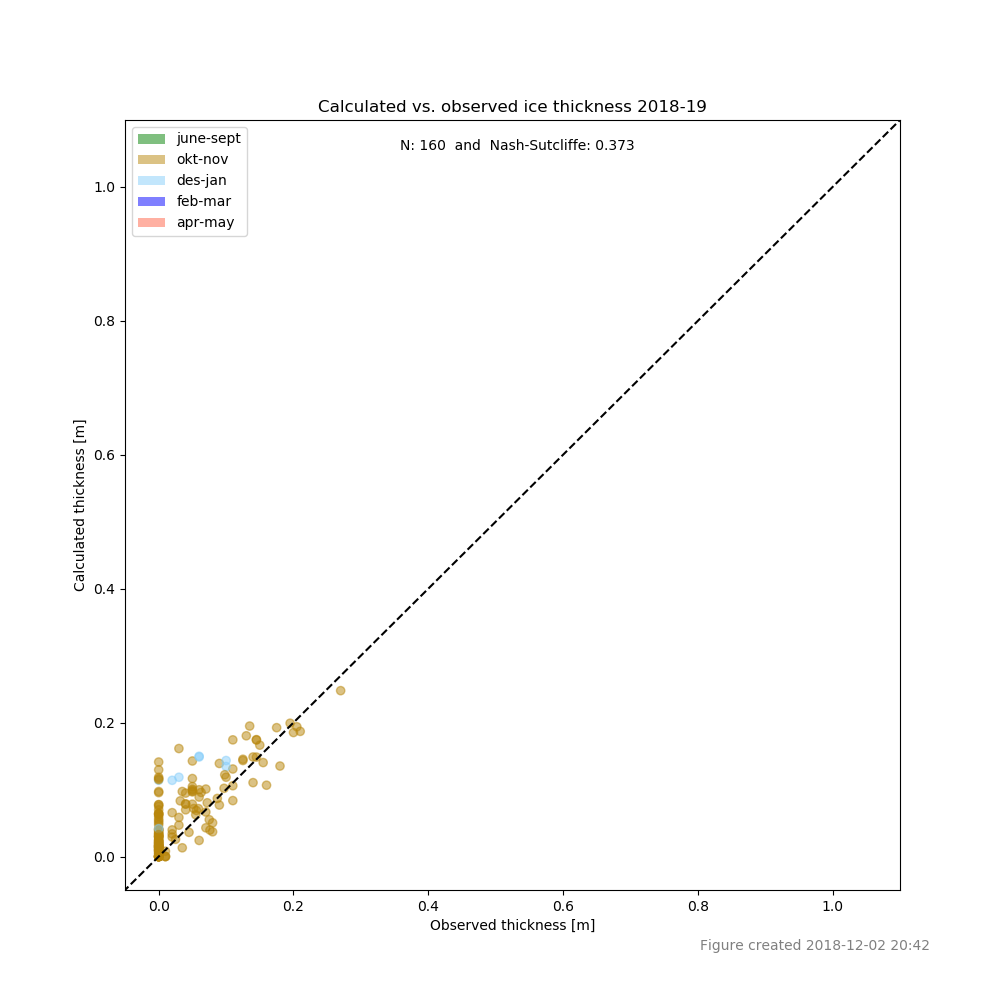 Calculated vs. observed ice thickness 2018-19
N: 160 and Nash-Sutcliffe: 0.373
june-sept
okt-nov
des-jan
feb-mar
apr-may
1.0
0.8
0.6
0.4
0.2
0.0
Calculated thickness [m]
0.0 0.2 0.4 0.6 0.8 1.0
Observed thickness [m]
Figure created 2018-12-02 20:42